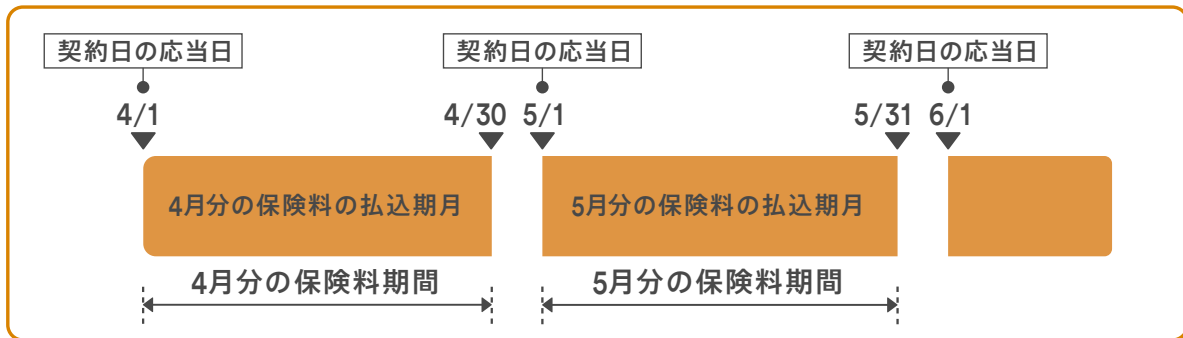 契約日の応当日 契約日の応当日 契約日の応当日
4/1 4/30 5/1 5/31 6/1
4月分の保険料の払込期月 5月分の保険料の払込期月
4月分の保険料期間 5月分の保険料期間